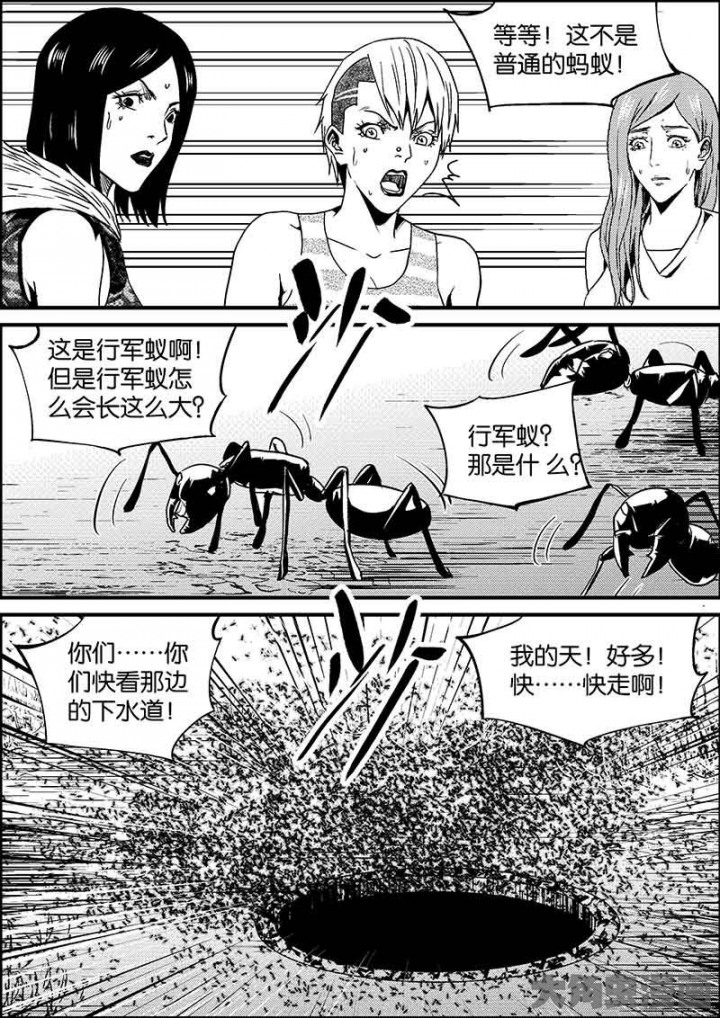 等等！这不是
普通的蚂蚁！
这是行军蚁啊！
但是行军蚁怎
么会长这么大？
行军蚁？
那是什 么？
你们……你
们快看那边
的下水道！
我的天！好多！
快……快走啊！